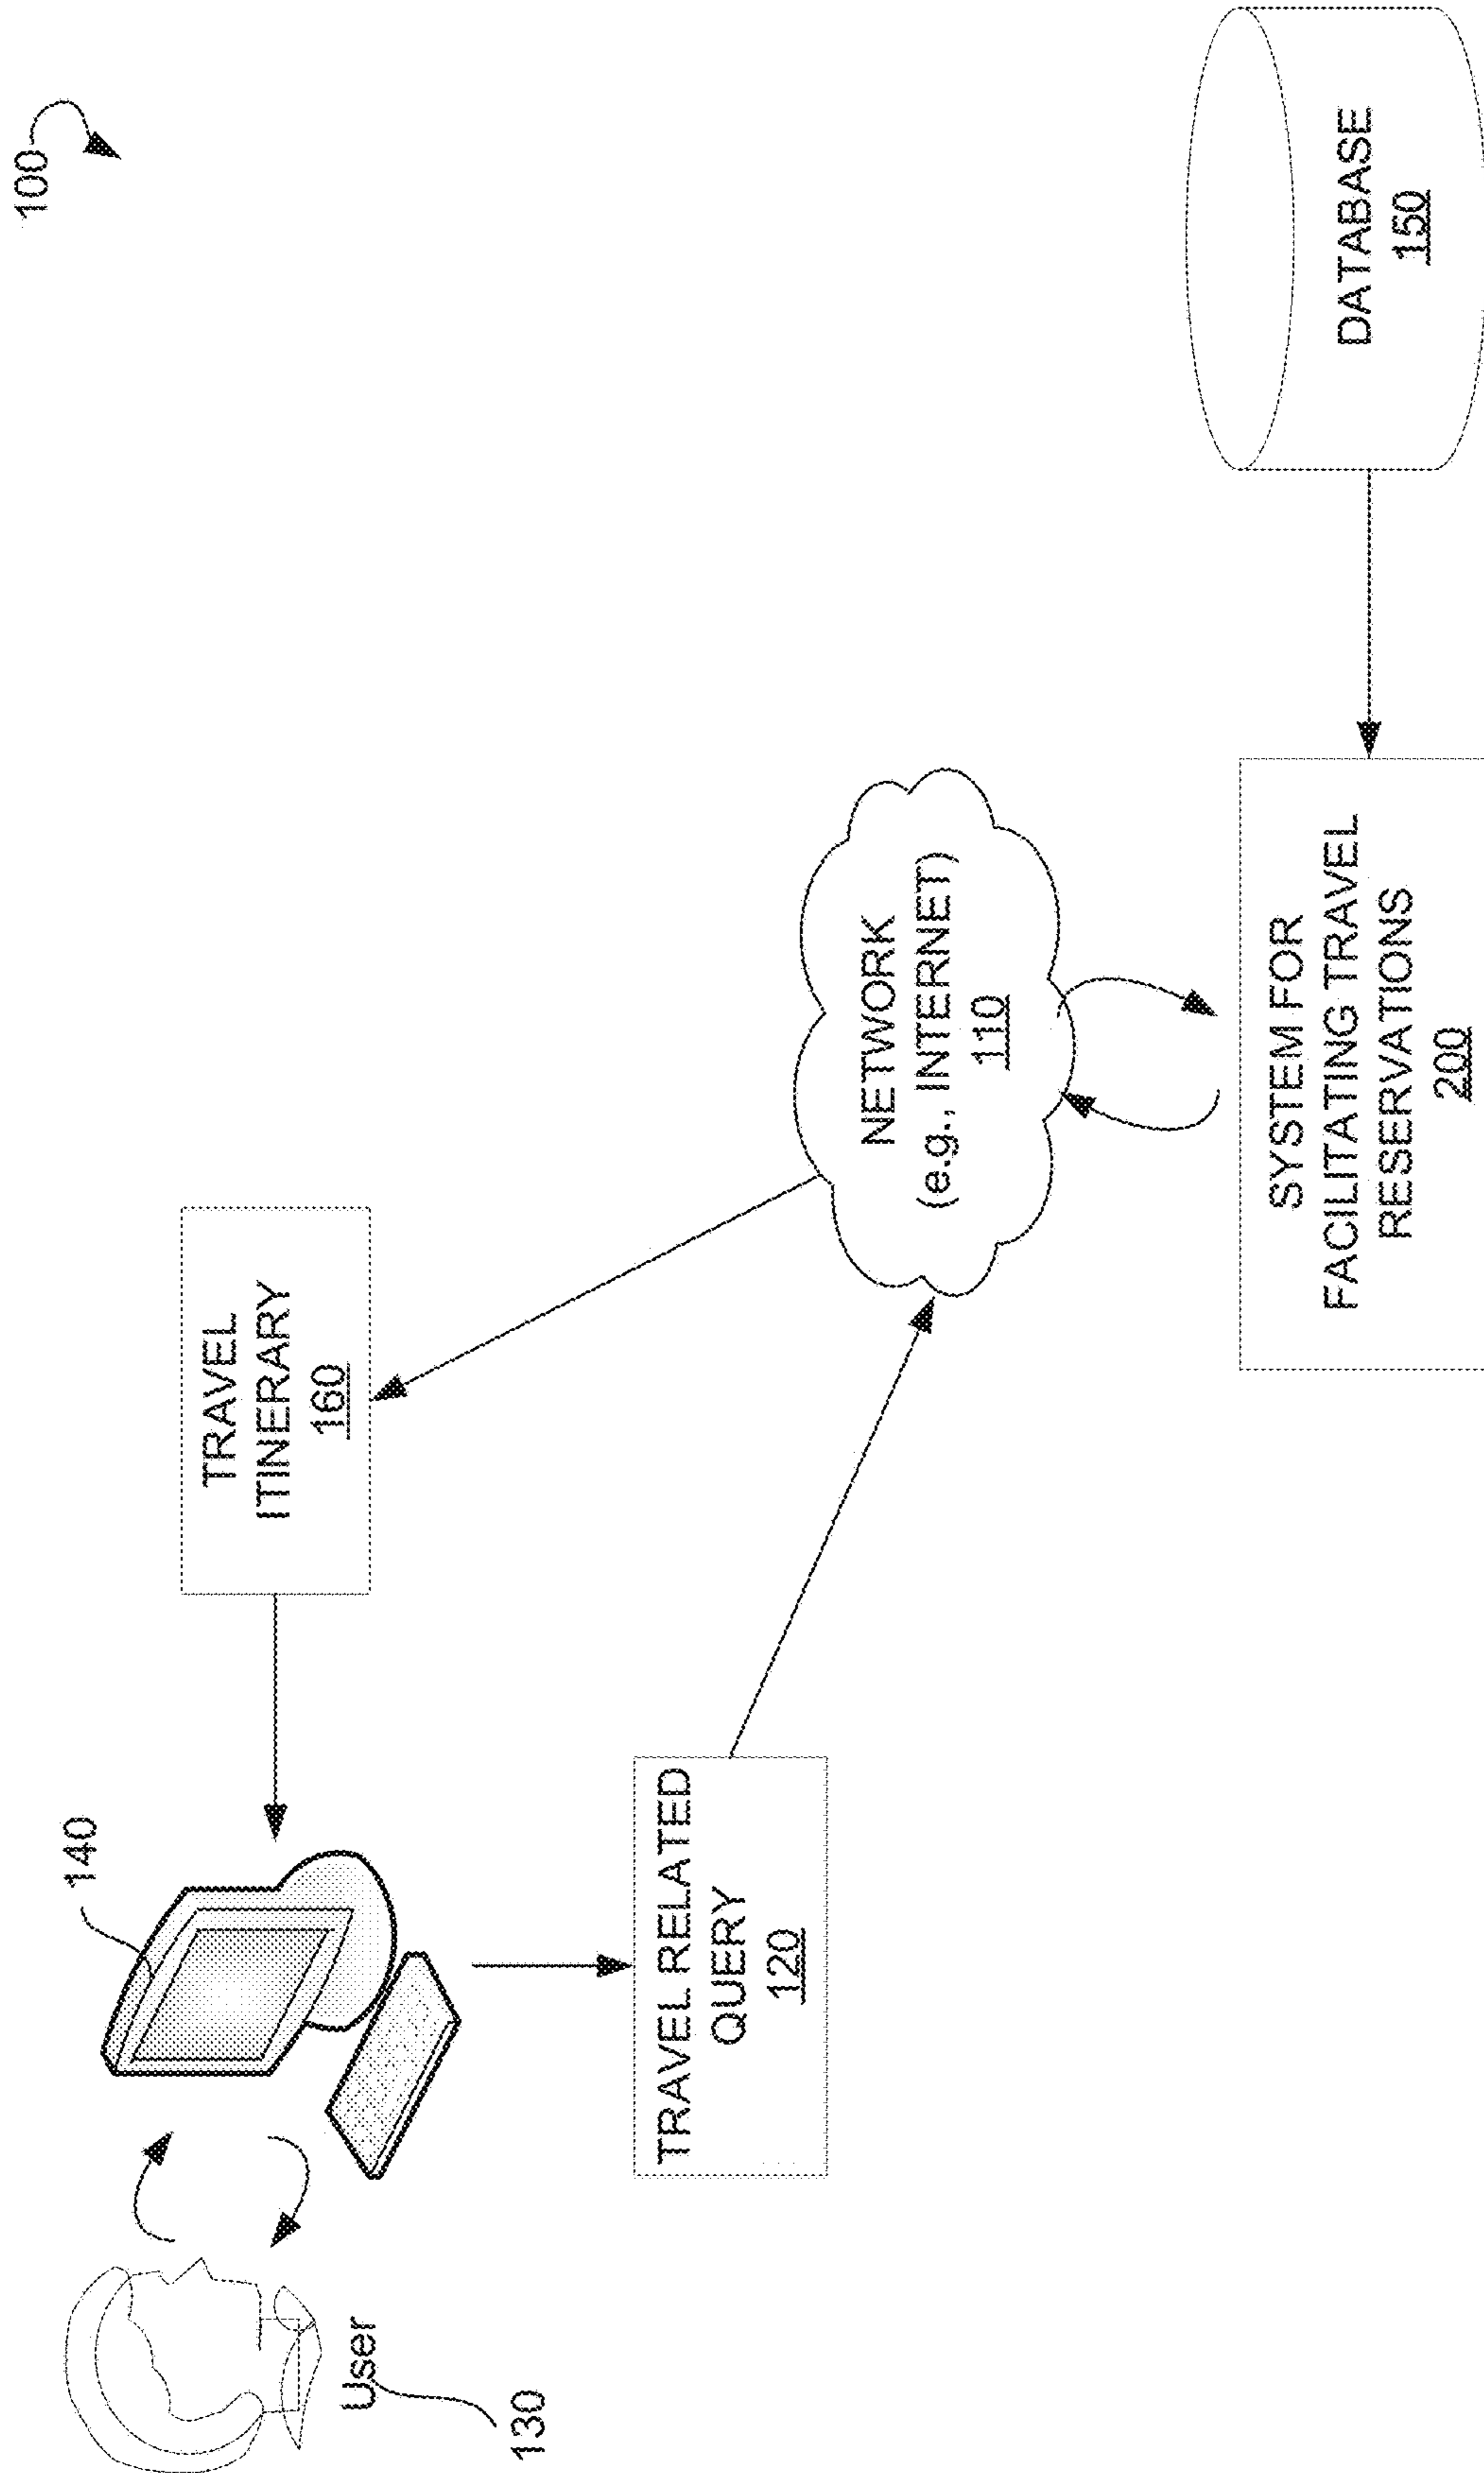 100
140
User
130
TRAVEL
ITINERARY
160
TRAVEL RELATED
QUERY
120
NETWORK
(e.g., INTERNET)
110
SYSTEM FOR
FACILITATING TRAVEL
RESERVATIONS
200
DATABASE
150